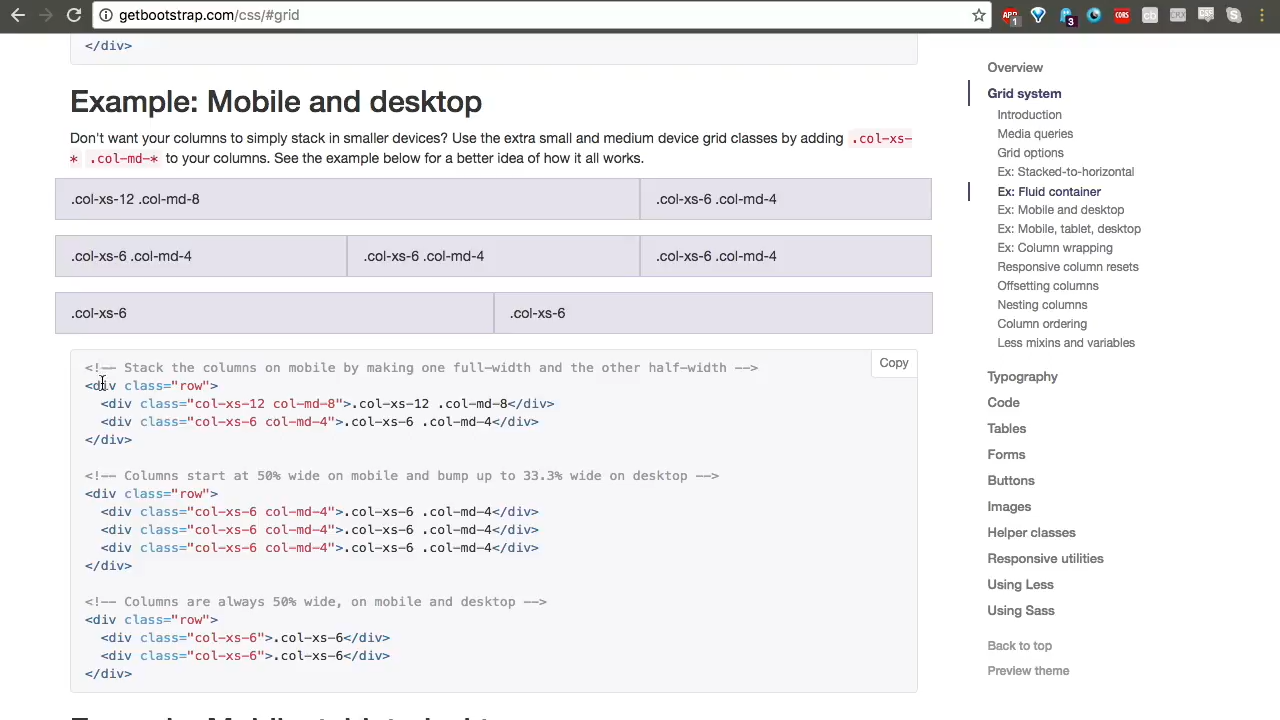 getbootstrap.com/css/#grid
1
3
CORS
cb
</div>
Example: Mobile and desktop
Don't want your columns to simply stack in smaller devices? Use the extra small and medium device grid classes by adding .col-xs-
* .col-md-* to your columns. See the example below for a better idea of how it all works.
.col-xs-12 .col-md-8
.col-xs-6 .col-md-4
.col-xs-6 .col-md-4
.col-xs-6 .col-md-4
.col-xs-6 .col-md-4
.col-xs-6
.col-xs-6
Copy
<!-- Stack the columns on mobile by making one full-width and the other half-width -->
<div class="row">
<div class="col-xs-12 col-md-8">.col-xs-12 .col-md-8</div>
<div class="col-xs-6 col-md-4">.col-xs-6 .col-md-4</div>
</div>
<!-- Columns start at 50% wide on mobile and bump up to 33.3% wide on desktop -->
<div class="row">
<div class="col-xs-6 col-md-4">.col-xs-6 .col-md-4</div>
<div class="col-xs-6 col-md-4">.col-xs-6 .col-md-4</div>
<div class="col-xs-6 col-md-4">.col-xs-6 .col-md-4</div>
</div>
<!-- Columns are always 50% wide, on mobile and desktop -->
<div class="row">
<div class="col-xs-6">.col-xs-6</div>
<div class="col-xs-6">.col-xs-6</div>
</div>
Overview
Grid system
Introduction
Media queries
Grid options
Ex: Stacked-to-horizontal
Ex: Fluid container
Ex: Mobile and desktop
Ex: Mobile, tablet, desktop
Ex: Column wrapping
Responsive column resets
Offsetting columns
Nesting columns
Column ordering
Less mixins and variables
Typography
Code
Tables
Forms
Buttons
Images
Helper classes
Responsive utilities
Using Less
Using Sass
Back to top
Preview theme